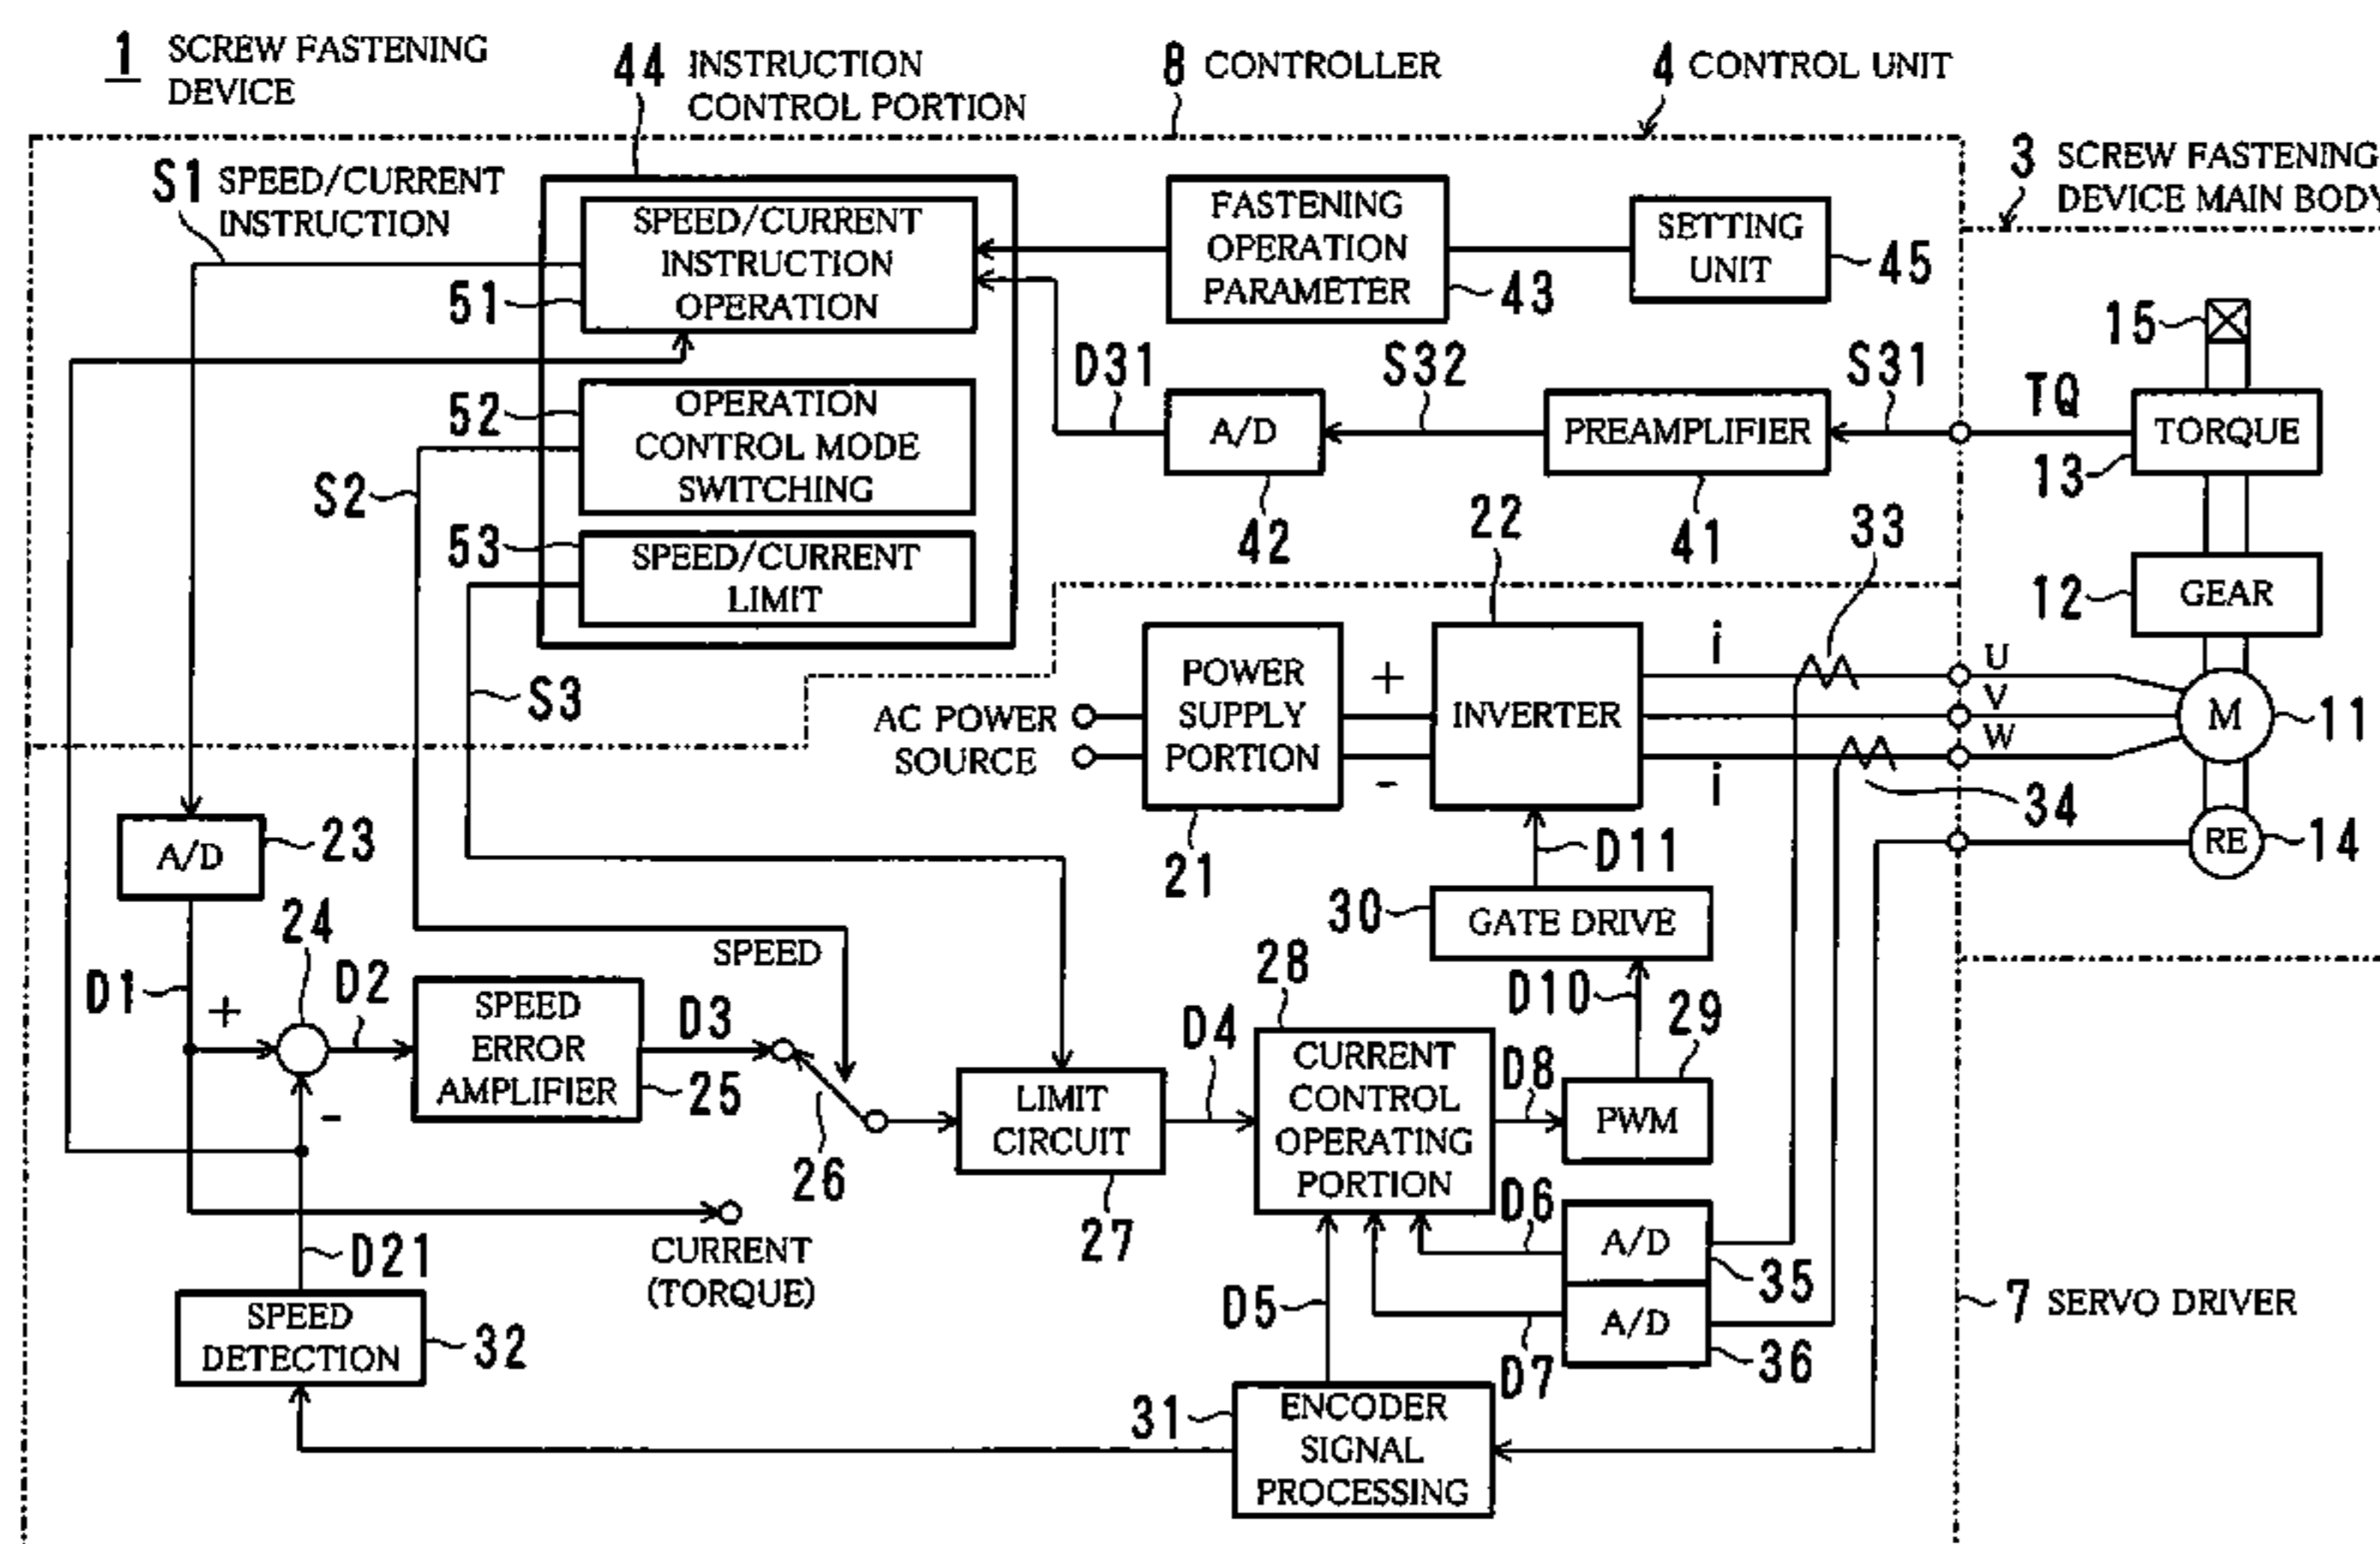 1 SCREW FASTENING
DEVICE
44 INSTRUCTION
CONTROL PORTION
8 CONTROLLER
4 CONTROL UNIT
3 SCREW FASTENING
DEVICE MAIN BODY
S1 SPEED/CURRENT
INSTRUCTION
SPEED/CURRENT
INSTRUCTION
OPERATION
51
FASTENING
OPERATION
PARAMETER
43
SETTING
UNIT
45
15
52
OPERATION
CONTROL MODE
SWITCHING
S2
D31
A/D
42
S32
PREAMPLIFIER
41
S31
TQ
TORQUE
13
53
SPEED/CURRENT
LIMIT
S3
22
33
12
GEAR
AC POWER
SOURCE
POWER
SUPPLY
PORTION
21
+
-
INVERTER
i
i
U
V
W
M
11
34
RE
14
A/D
23
D11
30
GATE DRIVE
24
D1
+
-
D2
SPEED
ERROR
AMPLIFIER
25
D3
SPEED
26
LIMIT
CIRCUIT
27
D4
28
CURRENT
CONTROL
OPERATING
PORTION
D8
D10
29
PWM
D6
A/D
35
A/D
36
D7
D5
CURRENT
(TORQUE)
D21
SPEED
DETECTION
32
31
ENCODER
SIGNAL
PROCESSING
7 SERVO DRIVER